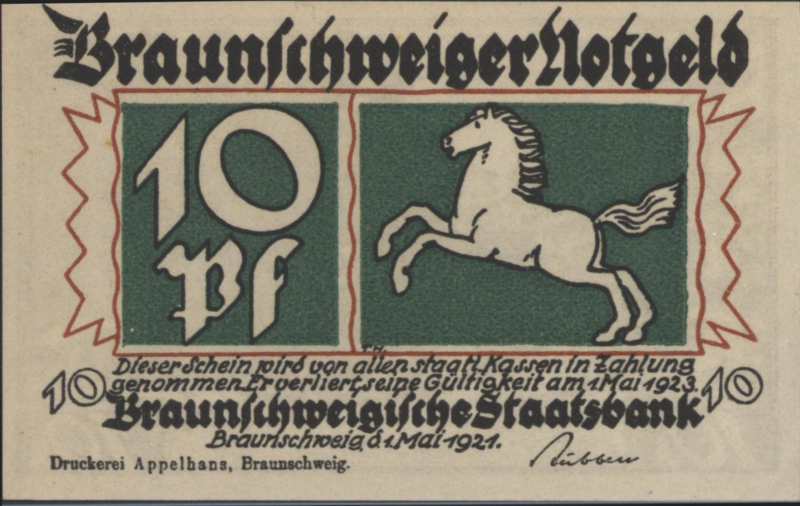 Braunschweiger Notgeld
10
Pf
T.H.
Dieser Schein wird von allen staatl. Kassen in Zahlung
genommen. Er verliert seine Gültigkeit am 1. Mai 1923.
10 10
Braunschweigische Staatsbank
Braunschweig, d. 1. Mai 1921.
Druckerei Appelhans, Braunschweig.